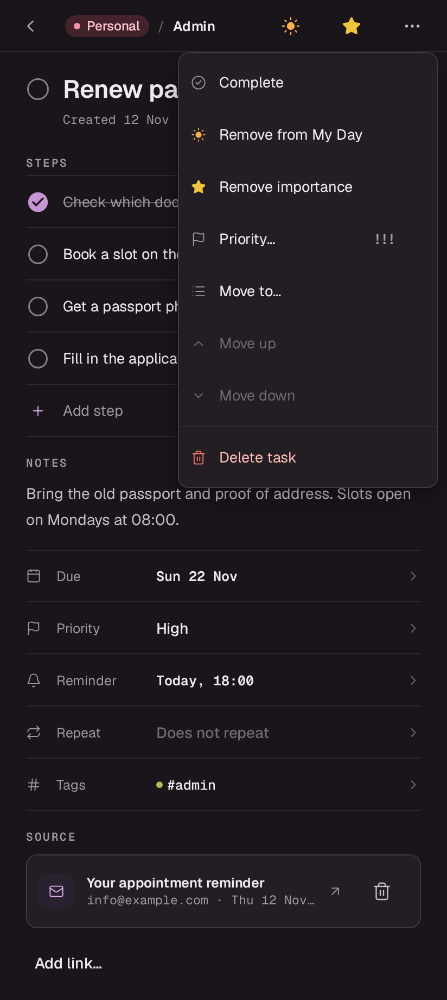 Personal / Admin
Renew pa
Created 12 Nov
Complete
Remove from My Day
Remove importance
Priority... !!!
Move to...
Move up
Move down
Delete task
STEPS
Check which doc
Book a slot on th
Get a passport ph
Fill in the applica
Add step
NOTES
Bring the old passport and proof of address. Slots open
on Mondays at 08:00.
Due Sun 22 Nov
Priority High
Reminder Today, 18:00
Repeat Does not repeat
Tags #admin
SOURCE
Your appointment reminder
info@example.com · Thu 12 Nov…
Add link...